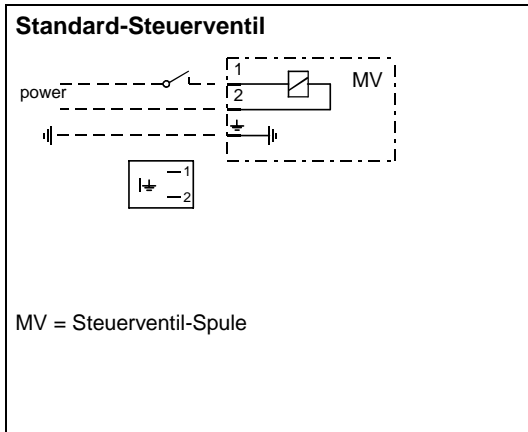 Standard-Steuerventil
1
MV
power
2
1
2
MV = Steuerventil-Spule